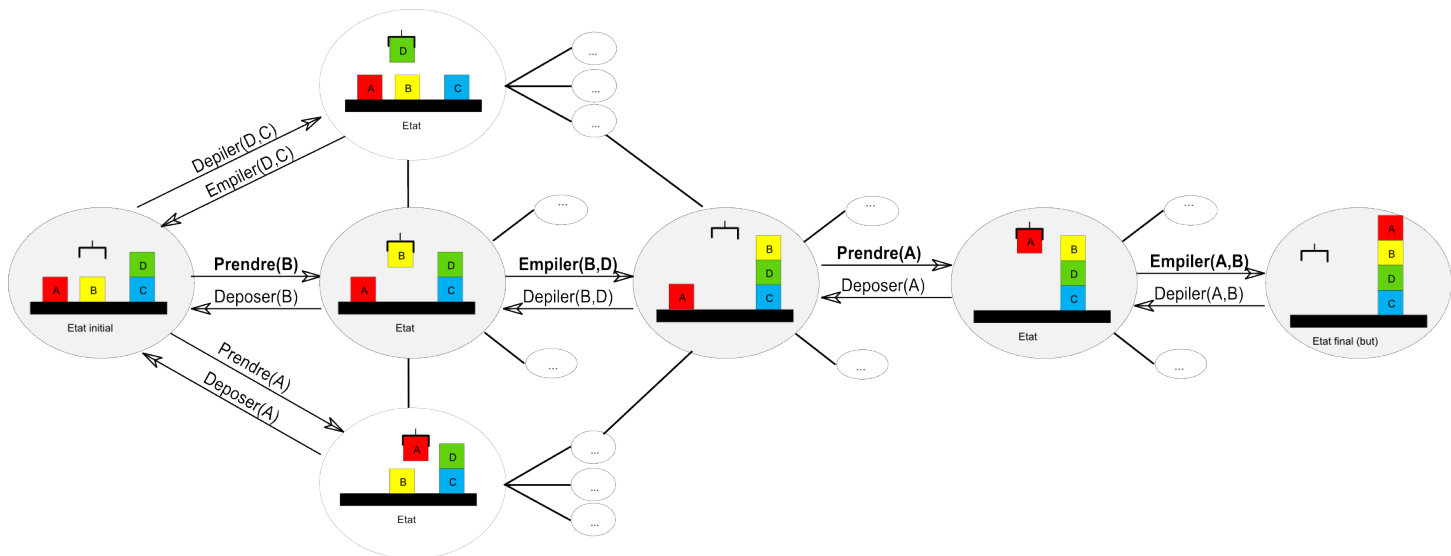 D
A B C
Etat
...
...
...
Depiler(D,C)
Empiler(D,C)
D
A B C
Etat initial
Prendre(B)
Deposer(B)
B
D
A C
Etat
...
...
Empiler(B,D)
Depiler(B,D)
B
D
A C
Etat
...
...
Prendre(A)
Deposer(A)
A B
D
C
Etat
...
...
Empiler(A,B)
Depiler(A,B)
A
B
D
C
Etat final (but)
Prendre(A)
Deposer(A)
A D
B C
Etat
...
...
...